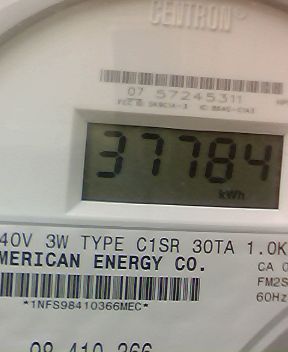 CENTRON®
07 57245311
37784
kWh
40V 3W TYPE C1SR 30TA 1.0K
MERICAN ENERGY CO.
CA 0
FM2S
60Hz
*1NFS98410366MEC*
98 410 366